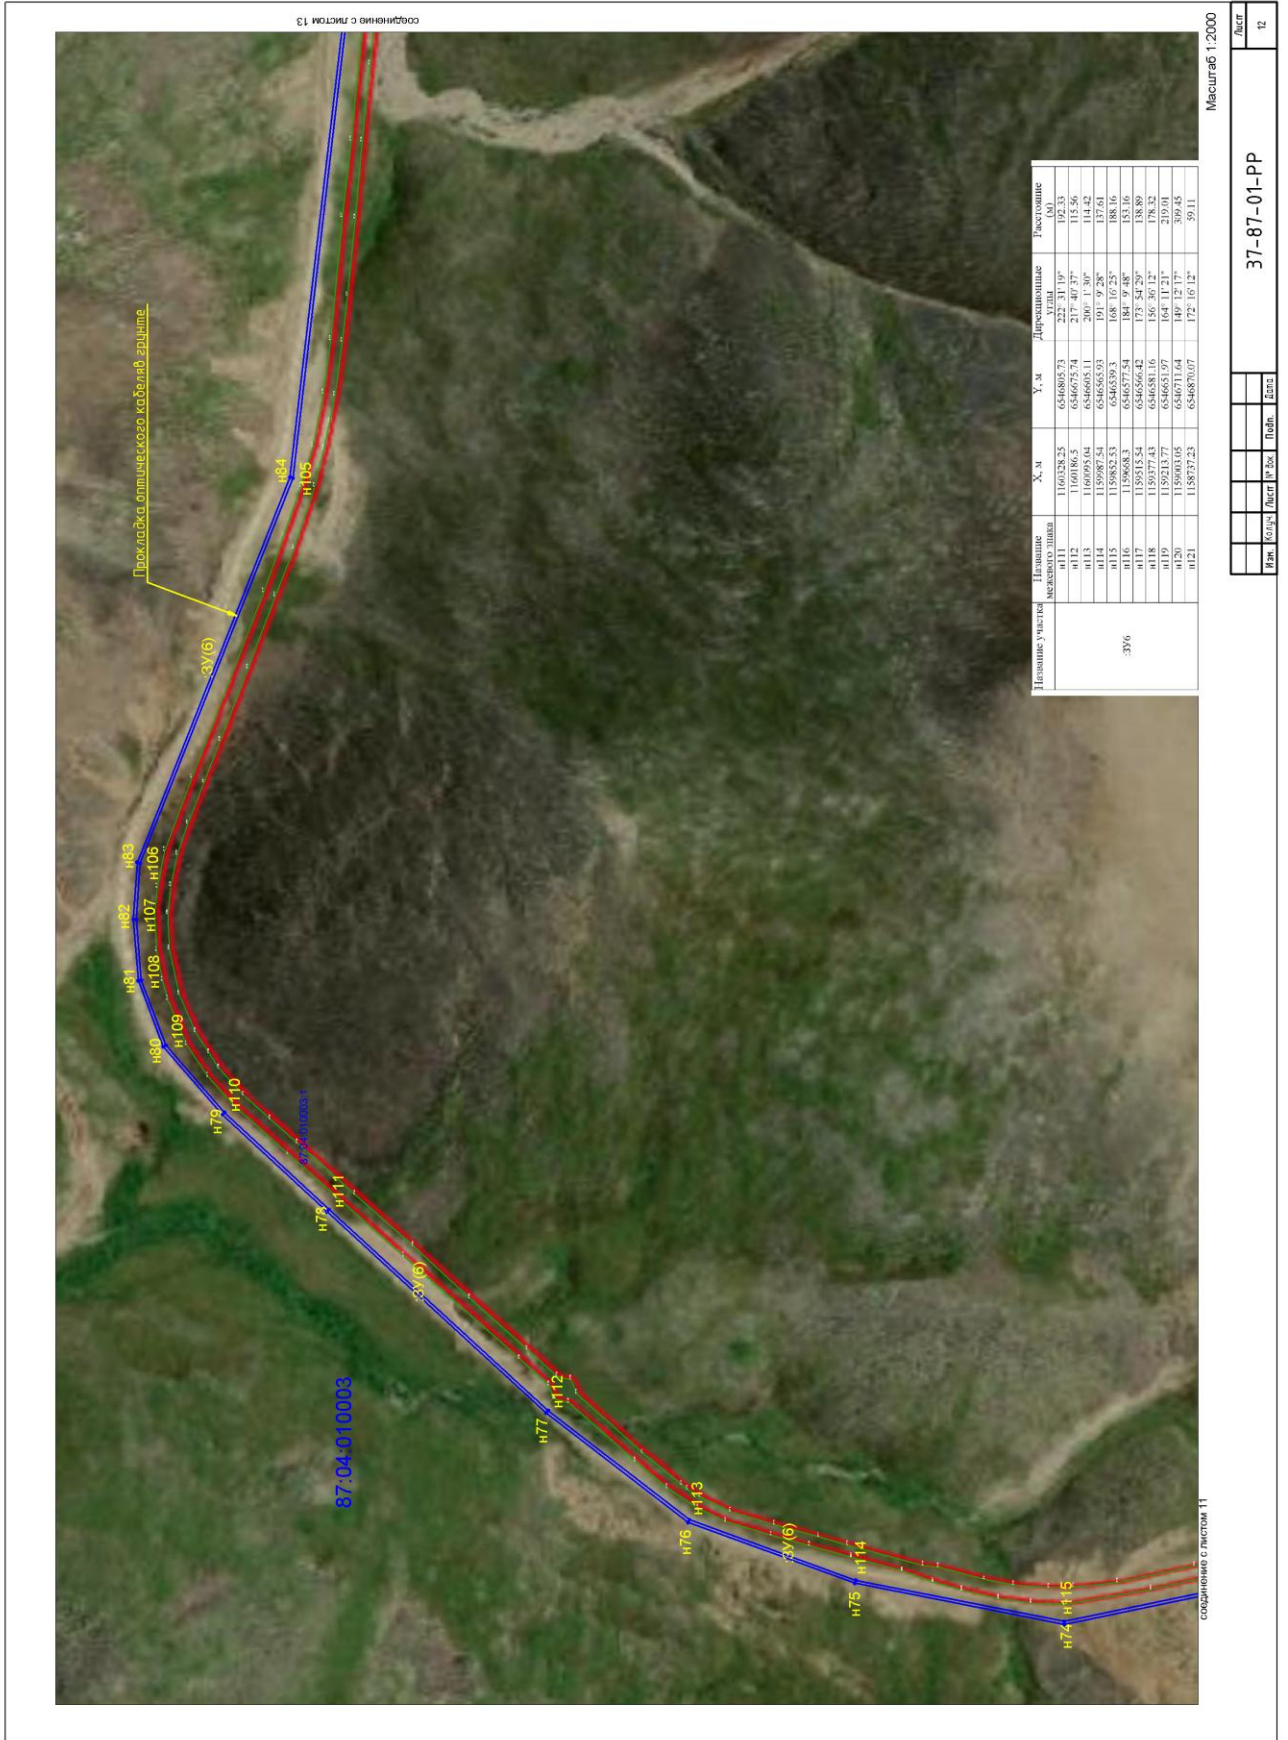 соединение с листом 13
Прокладка оптического кабеляв грунте
н84
н105
:ЗУ(6)
н83
н106
н82
н107
н81
н108
н80
н109
н79
н110
87:04:010003:1
н78
н111
:ЗУ(6)
87:04:010003
н77
н112
н76
н113
:ЗУ(6)
н75
н114
н74
н115
соединение с листом 11
Название участка Название межевого знака X, м Y, м Дирекционные углы Расстояние (м)
:ЗУ6
н111 1160328.25 6546805.73 222° 31' 19" 192.33
н112 1160186.5 6546675.74 217° 40' 37" 115.56
н113 1160095.04 6546605.11 200° 1' 30" 114.42
н114 1159987.54 6546565.93 191° 9' 28" 137.61
н115 1159852.53 6546539.3 168° 16' 25" 188.16
н116 1159668.3 6546577.54 184° 9' 48" 153.16
н117 1159515.54 6546566.42 173° 54' 29" 138.89
н118 1159377.43 6546581.16 156° 36' 12" 178.32
н119 1159213.77 6546651.97 164° 11' 21" 219.01
н120 1159003.05 6546711.64 149° 12' 17" 309.45
н121 1158737.23 6546870.07 172° 16' 12" 59.11
Масштаб 1:2000
Изм. Кол.уч. Лист № док. Подп. Дата
37-87-01-РР
Лист
12